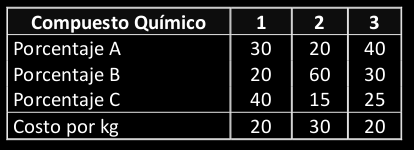 Compuesto Químico 1 2 3
Porcentaje A 30 20 40
Porcentaje B 20 60 30
Porcentaje C 40 15 25
Costo por kg 20 30 20